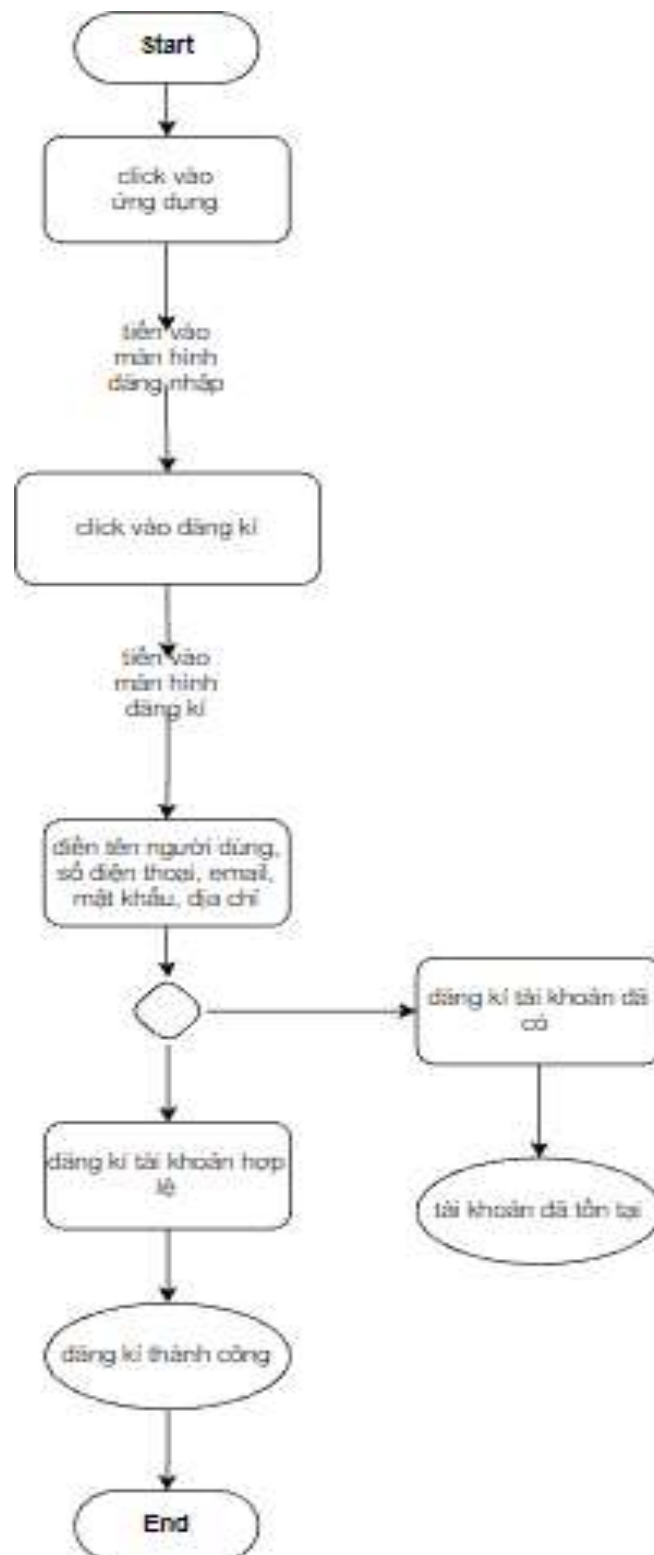 Start
click vào
ứng dụng
tiến vào
màn hình
đăng nhập
click vào đăng kí
tiến vào
màn hình
đăng kí
điền tên người dùng,
số điện thoại, email,
mật khẩu, địa chỉ
đăng kí tài khoản đã
có
đăng kí tài khoản hợp
lệ
tài khoản đã tồn tại
đăng kí thành công
End